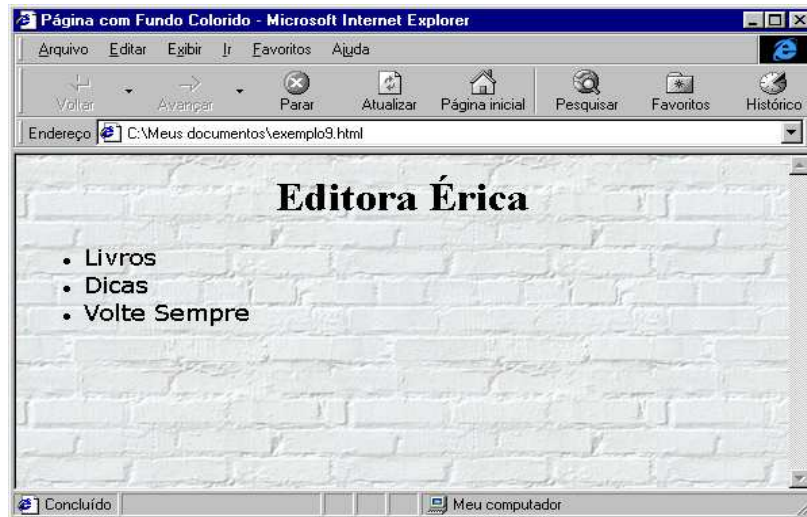 Página com Fundo Colorido - Microsoft Internet Explorer
Arquivo Editar Exibir Ir Favoritos Ajuda
Voltar Avançar Parar Atualizar Página inicial Pesquisar Favoritos Histórico
Endereço C:\Meus documentos\exemplo9.html
Editora Érica
• Livros
• Dicas
• Volte Sempre
Concluído Meu computador